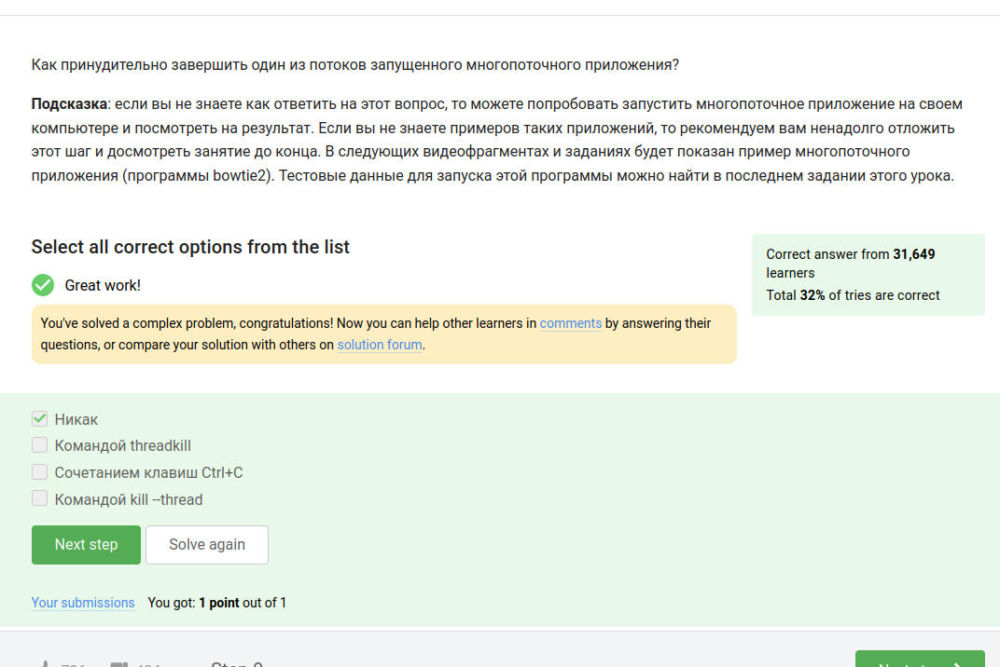 Как принудительно завершить один из потоков запущенного многопоточного приложения?
Подсказка: если вы не знаете как ответить на этот вопрос, то можете попробовать запустить многопоточное приложение на своем
компьютере и посмотреть на результат. Если вы не знаете примеров таких приложений, то рекомендуем вам ненадолго отложить
этот шаг и досмотреть занятие до конца. В следующих видеофрагментах и заданиях будет показан пример многопоточного
приложения (программы bowtie2). Тестовые данные для запуска этой программы можно найти в последнем задании этого урока.
Select all correct options from the list
Correct answer from 31,649
learners
Total 32% of tries are correct
Great work!
You've solved a complex problem, congratulations! Now you can help other learners in comments by answering their
questions, or compare your solution with others on solution forum.
Никак
Командой threadkill
Сочетанием клавиш Ctrl+C
Командой kill --thread
Next step
Solve again
Your submissions You got: 1 point out of 1